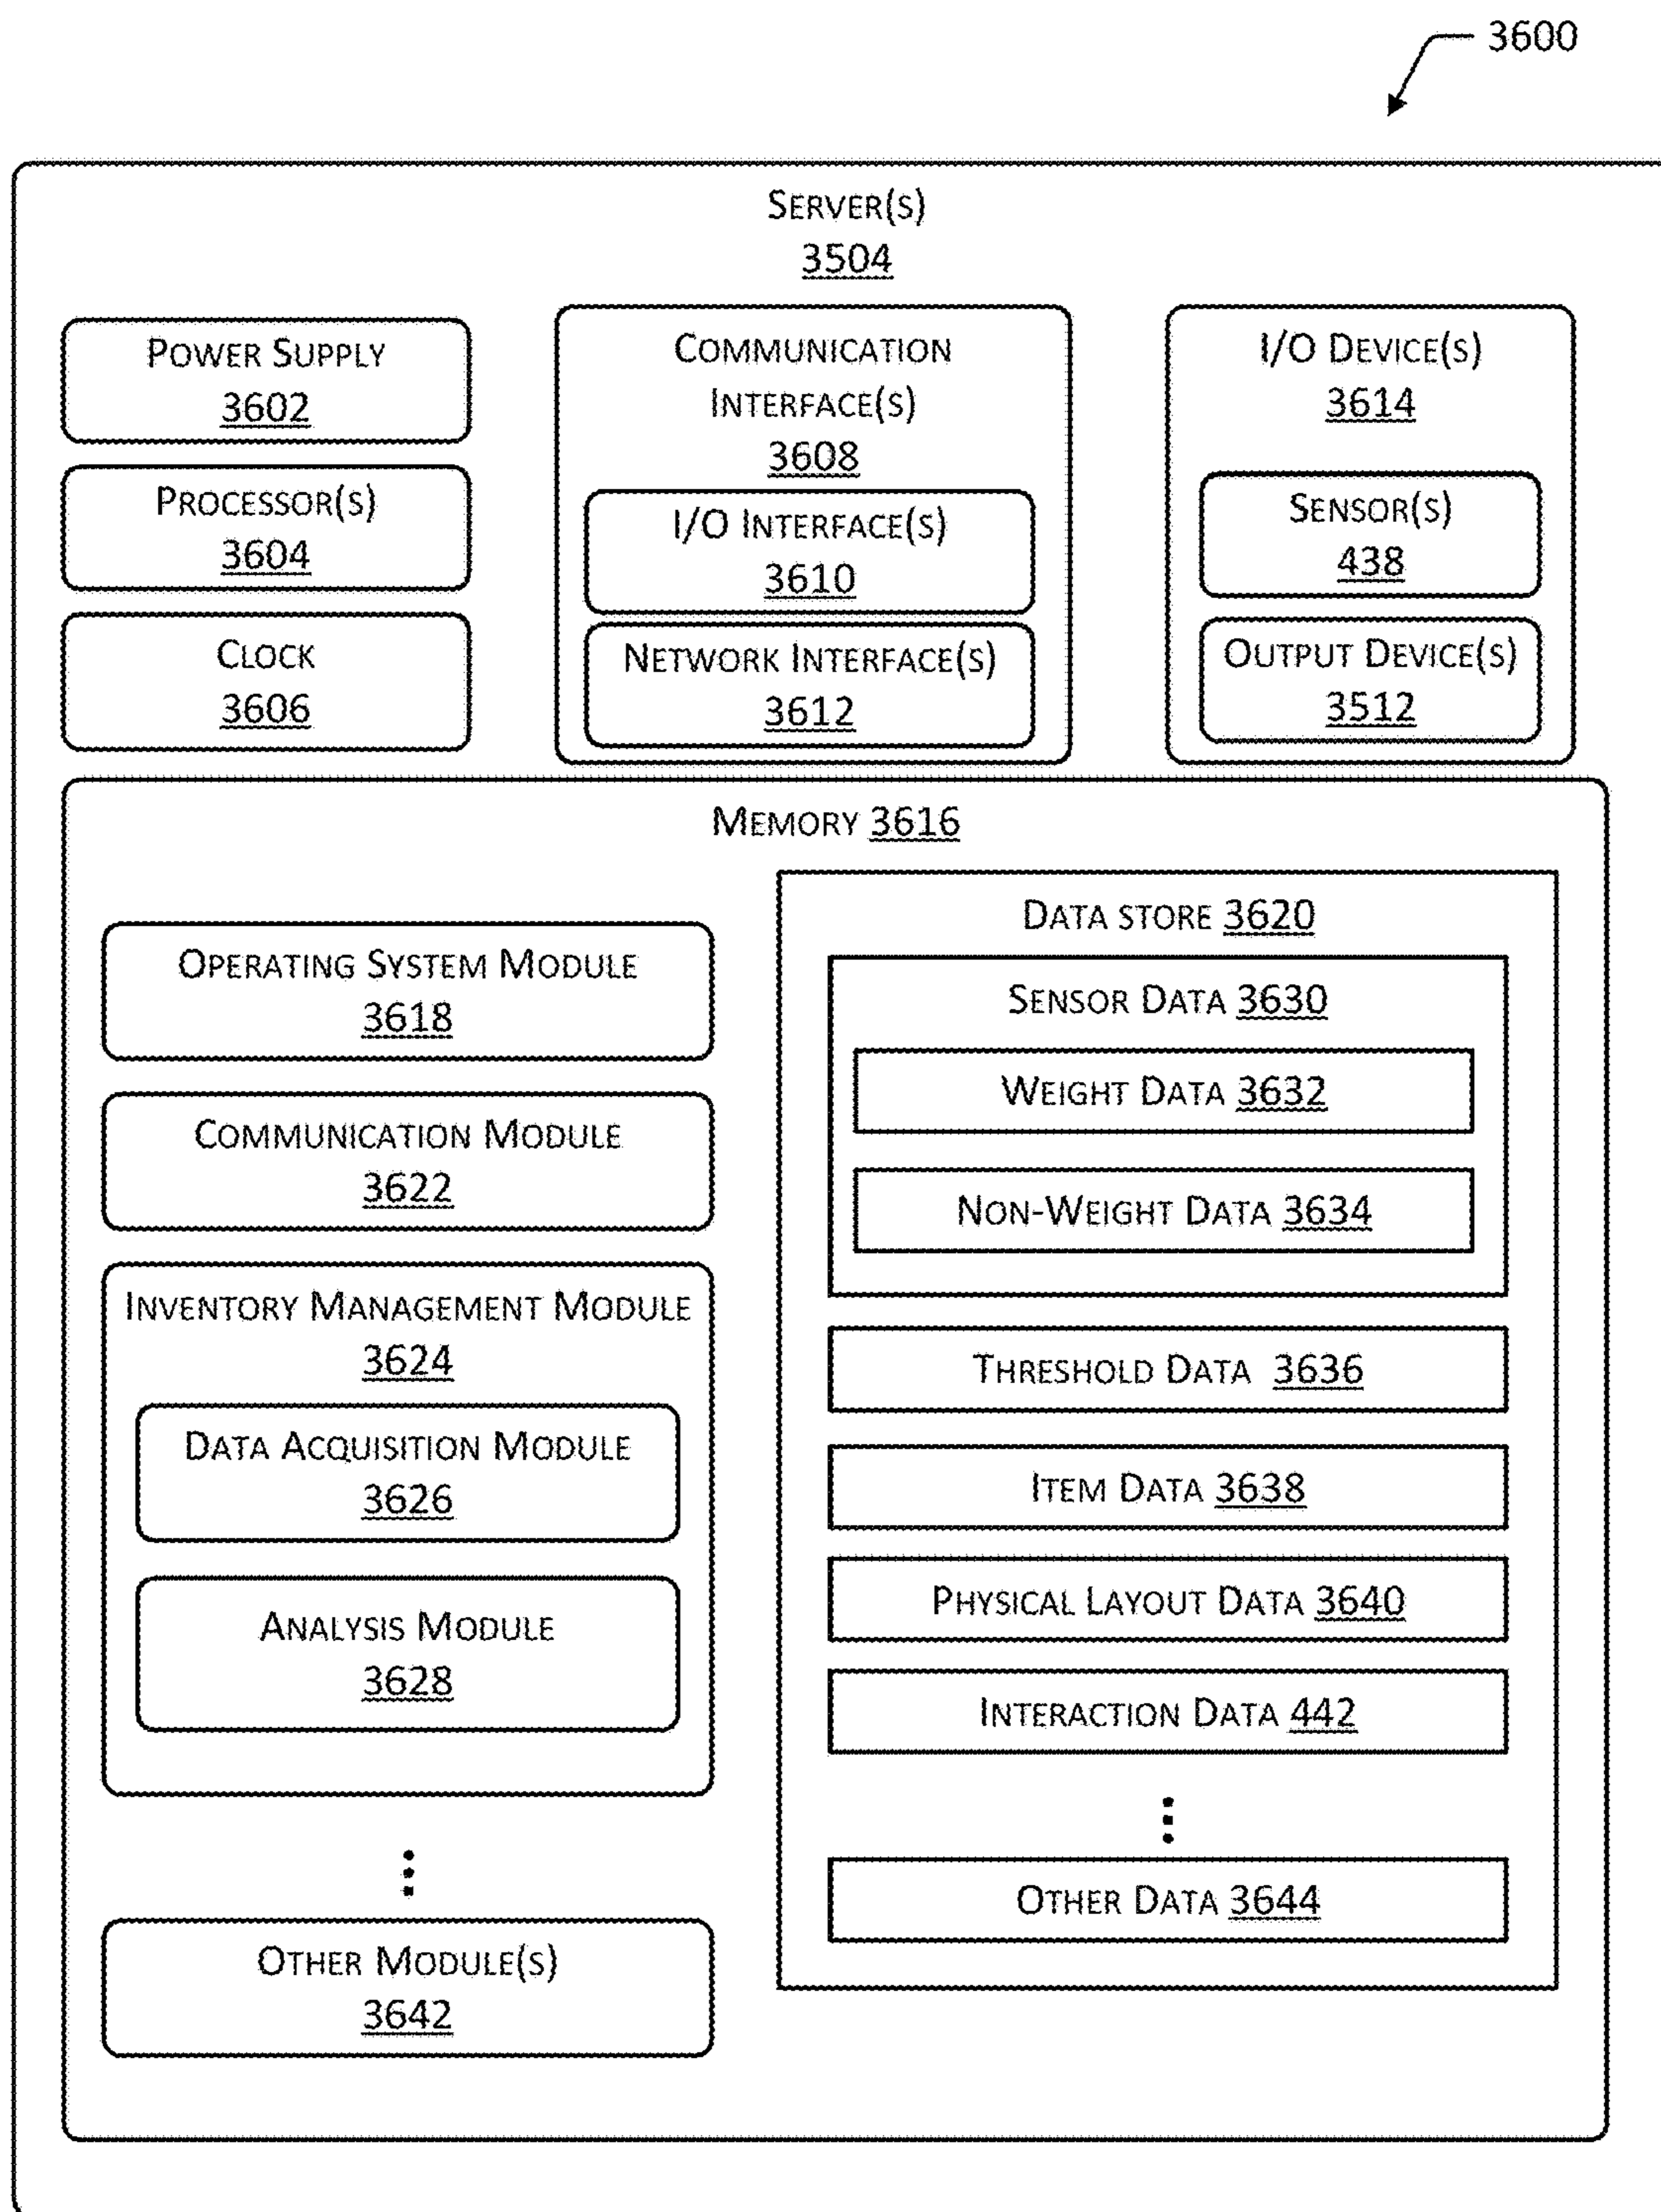 3600
SERVER(S)
3504
POWER SUPPLY
3602
PROCESSOR(S)
3604
CLOCK
3606
COMMUNICATION
INTERFACE(S)
3608
I/O INTERFACE(S)
3610
NETWORK INTERFACE(S)
3612
I/O DEVICE(S)
3614
SENSOR(S)
438
OUTPUT DEVICE(S)
3512
MEMORY 3616
OPERATING SYSTEM MODULE
3618
COMMUNICATION MODULE
3622
INVENTORY MANAGEMENT MODULE
3624
DATA ACQUISITION MODULE
3626
ANALYSIS MODULE
3628
OTHER MODULE(S)
3642
DATA STORE 3620
SENSOR DATA 3630
WEIGHT DATA 3632
NON-WEIGHT DATA 3634
THRESHOLD DATA 3636
ITEM DATA 3638
PHYSICAL LAYOUT DATA 3640
INTERACTION DATA 442
OTHER DATA 3644